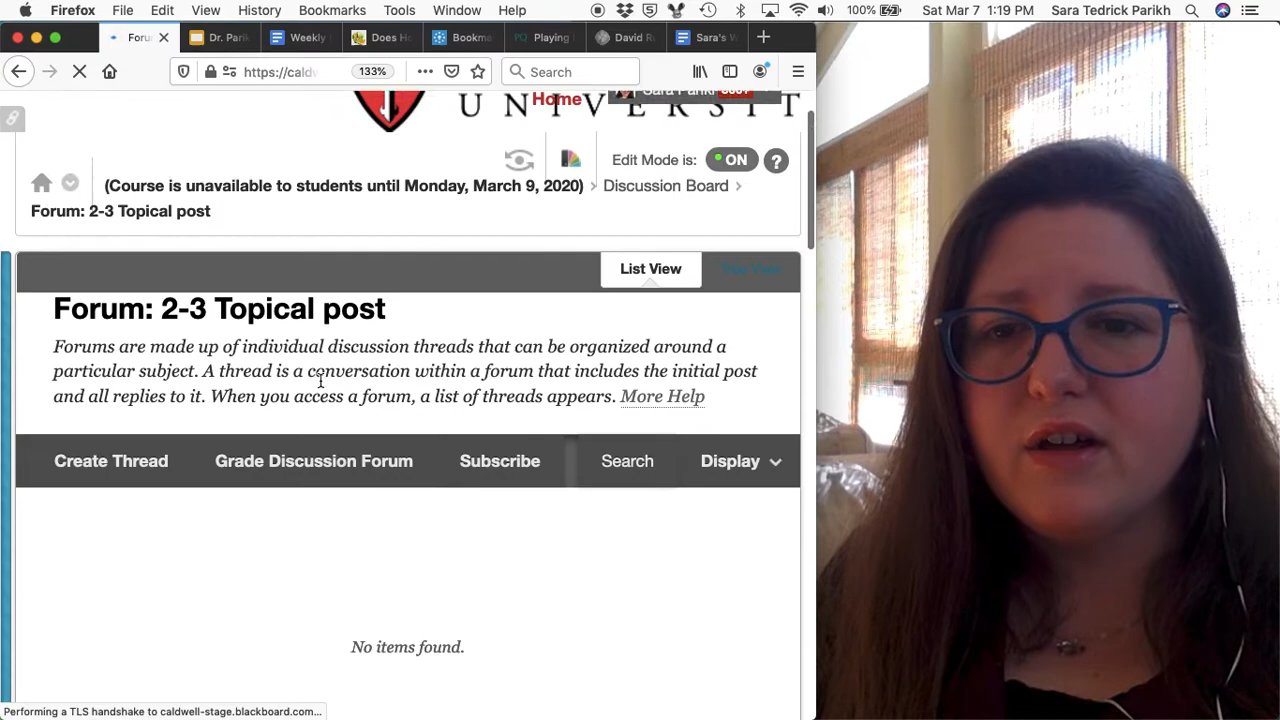 Firefox File Edit View History Bookmarks Tools Window Help 100% Sat Mar 7 1:19 PM Sara Tedrick Parikh
Foru Dr. Pari Weekly Does Ho Bookma PQ Playing David R Sara's W
https://cald 133% Search
UNIVERSIT
Home
Edit Mode is: ON ?
(Course is unavailable to students until Monday, March 9, 2020) Discussion Board
Forum: 2-3 Topical post
List View
Forum: 2-3 Topical post
Forums are made up of individual discussion threads that can be organized around a
particular subject. A thread is a conversation within a forum that includes the initial post
and all replies to it. When you access a forum, a list of threads appears. More Help
Create Thread Grade Discussion Forum Subscribe Search Display
No items found.
Performing a TLS handshake to caldwell-stage.blackboard.com...